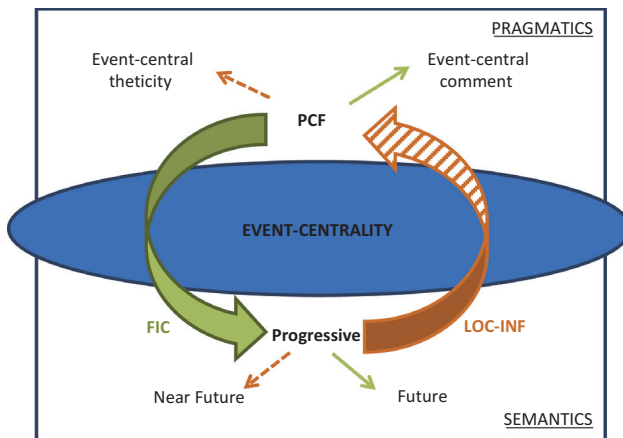 PRAGMATICS
Event-central
theticity
Event-central
comment
PCF
EVENT-CENTRALITY
FIC
Progressive
LOC-INF
Near Future
Future
SEMANTICS